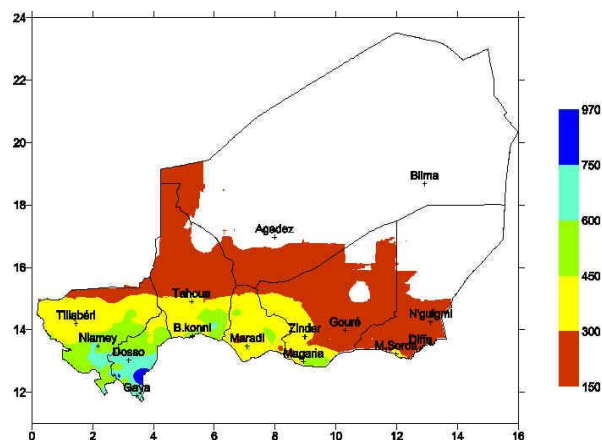 24
22
20
18
16
14
12
0
2
4
6
8
10
12
14
16
Bilma
Agadez
Tahoua
Tillabéri
Niamey
Dosso
Gaya
B.konni
Maradi
Zinder
Magaria
Gouré
N'guigmi
Diffa
M.Soroa
970
750
600
450
300
150